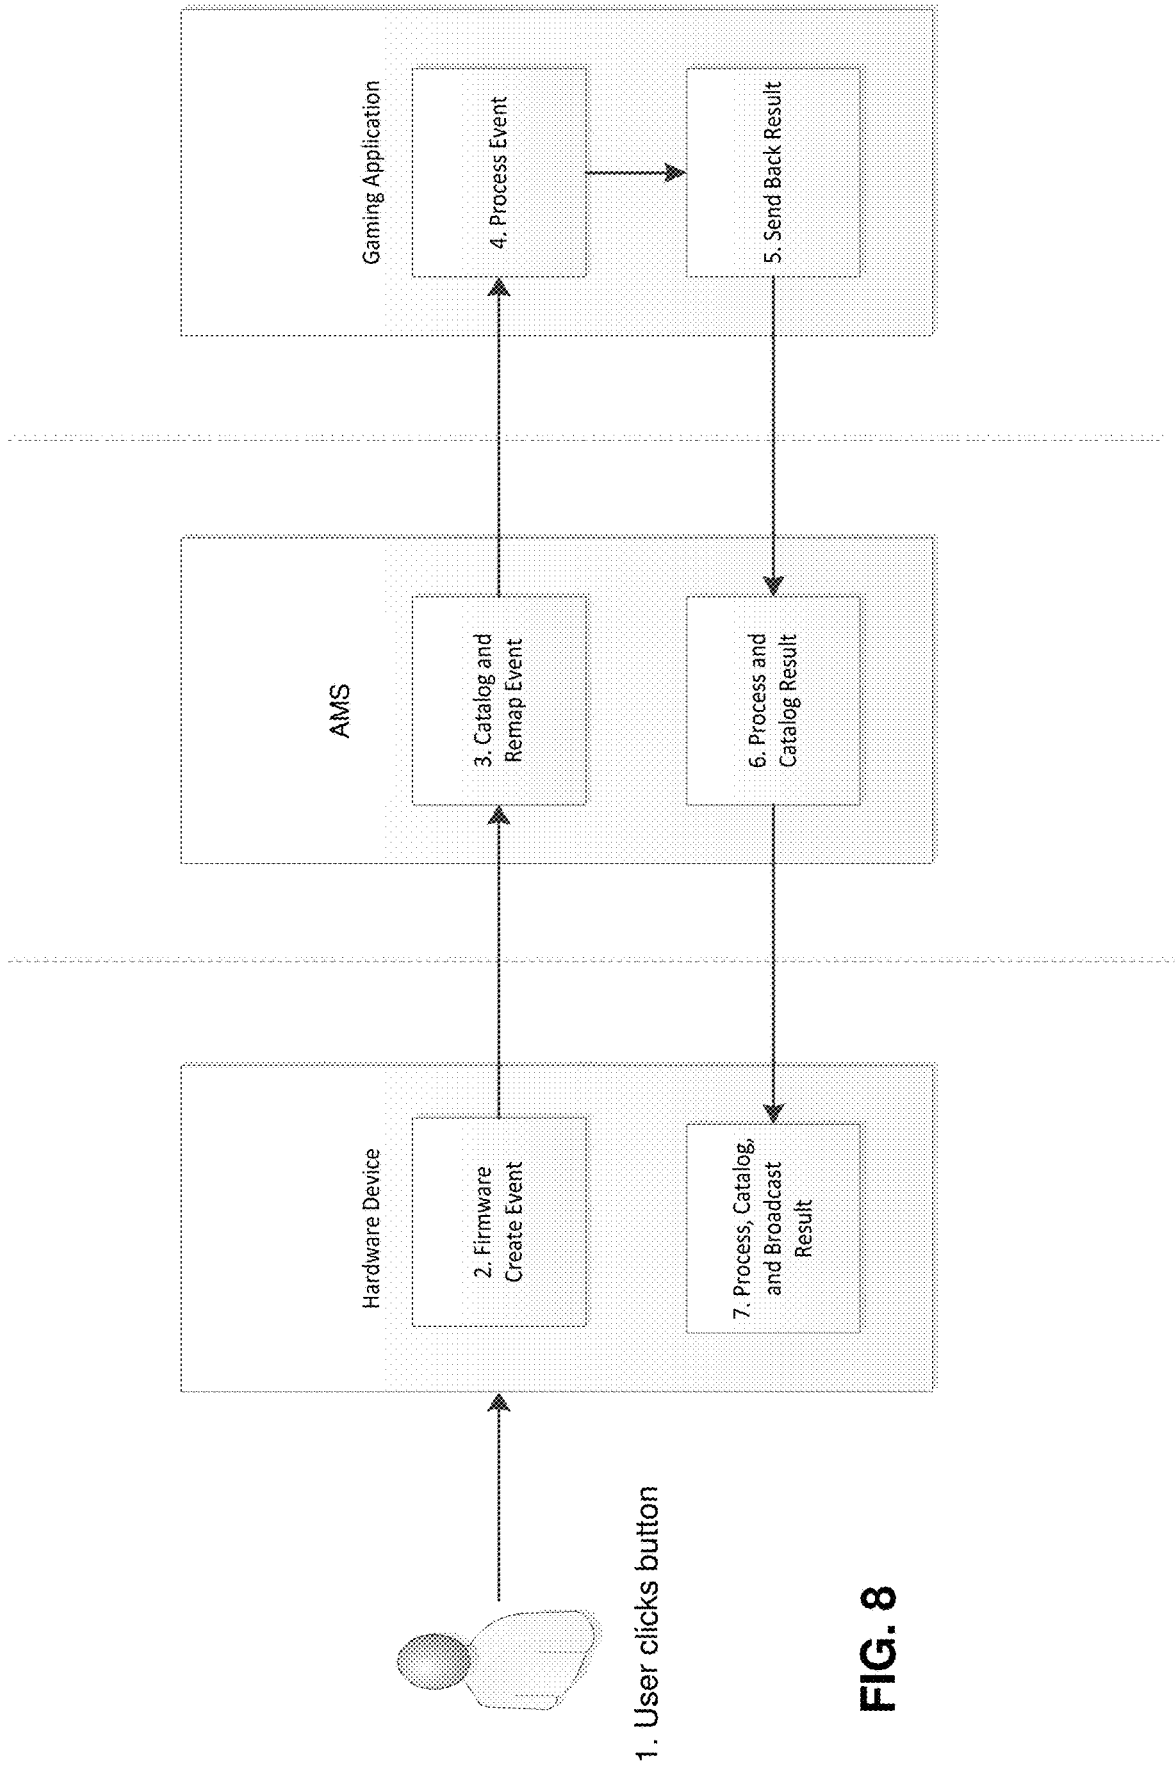 1. User clicks button
Hardware Device
2. Firmware
Create Event
7. Process, Catalog,
and Broadcast
Result
AMS
3. Catalog and
Remap Event
6. Process and
Catalog Result
Gaming Application
4. Process Event
5. Send Back Result
FIG. 8